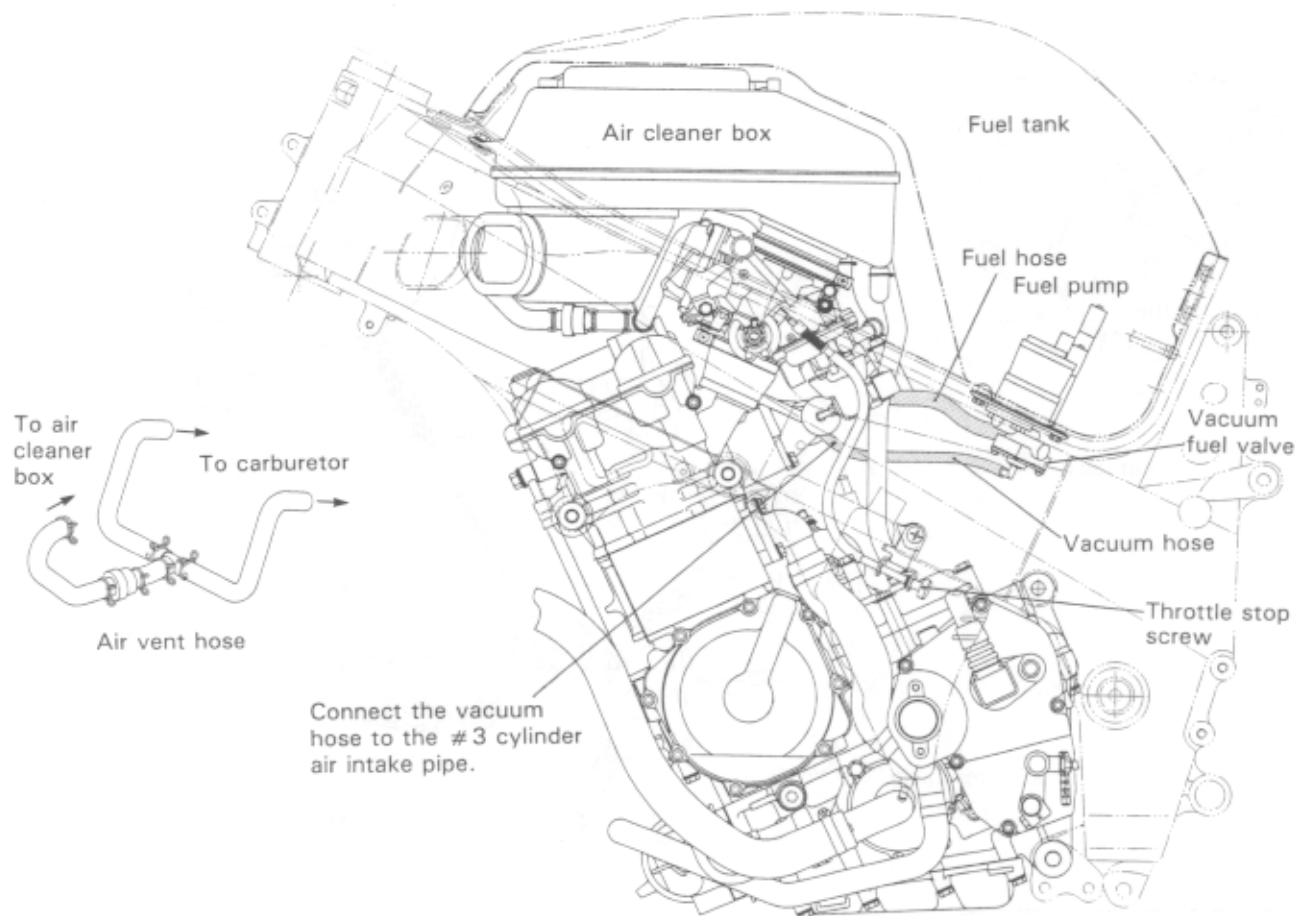 Air cleaner box
Fuel tank
Fuel hose
Fuel pump
Vacuum
fuel valve
Vacuum hose
Throttle stop
screw
To air
cleaner
box
To carburetor
Air vent hose
Connect the vacuum
hose to the #3 cylinder
air intake pipe.